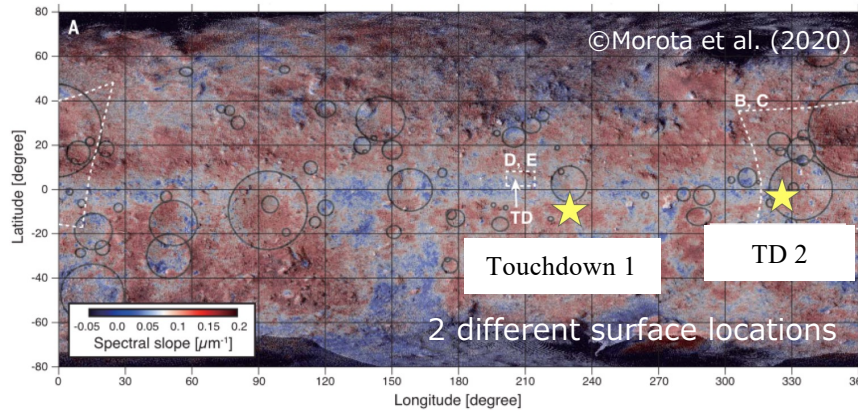 A
©Morota et al. (2020)
B, C
D, E
TD
Touchdown 1
TD 2
2 different surface locations
80
60
40
20
0
-20
-40
-60
-80
Latitude [degree]
-0.05 0.0 0.05 0.1 0.15 0.2
Spectral slope [µm⁻¹]
0 30 60 90 120 150 180 210 240 270 300 330 360
Longitude [degree]